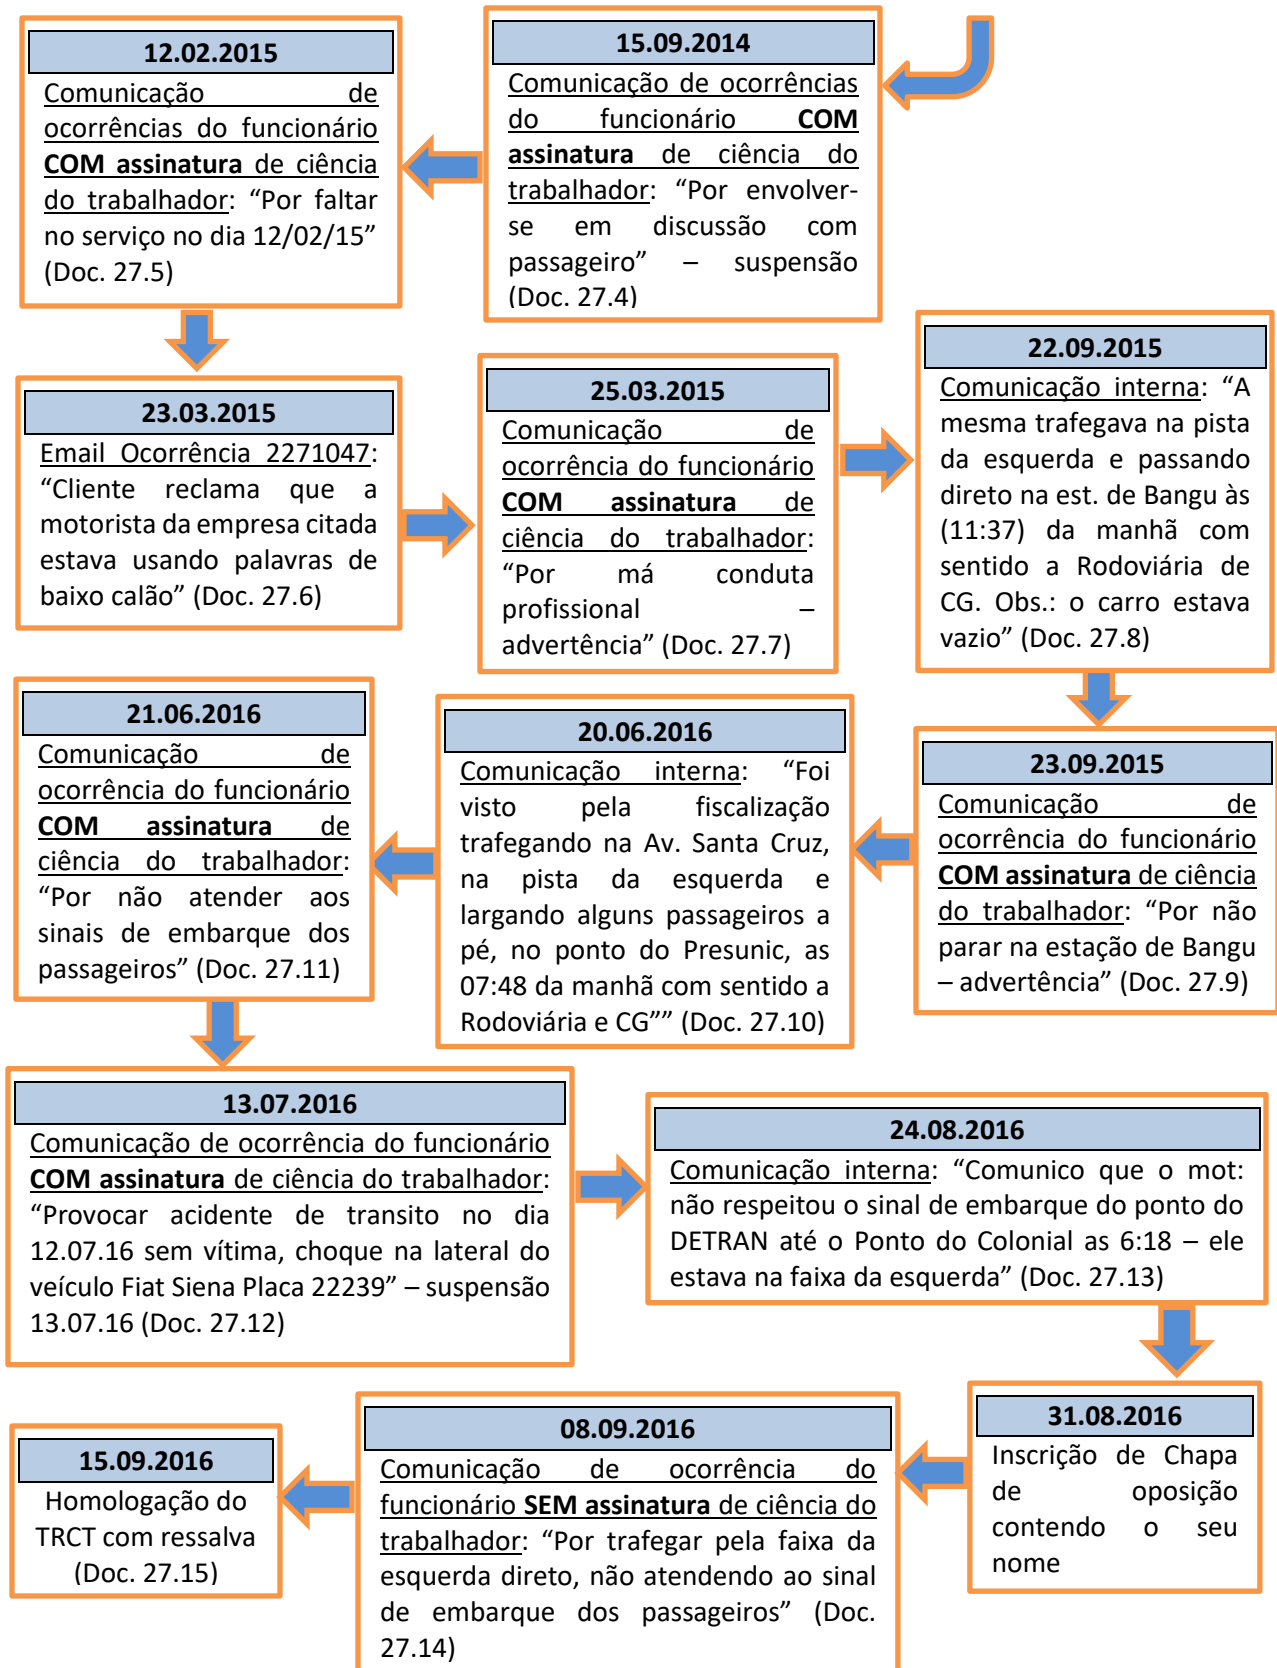 15.09.2014
Comunicação de ocorrências
do funcionário COM
assinatura de ciência do
trabalhador: “Por envolver-
se em discussão com
passageiro” – suspensão
(Doc. 27.4)
12.02.2015
Comunicação de
ocorrências do funcionário
COM assinatura de ciência
do trabalhador: “Por faltar
no serviço no dia 12/02/15”
(Doc. 27.5)
23.03.2015
Email Ocorrência 2271047:
“Cliente reclama que a
motorista da empresa citada
estava usando palavras de
baixo calão” (Doc. 27.6)
25.03.2015
Comunicação de
ocorrência do funcionário
COM assinatura de
ciência do trabalhador:
“Por má conduta
profissional –
advertência” (Doc. 27.7)
22.09.2015
Comunicação interna: “A
mesma trafegava na pista
da esquerda e passando
direto na est. de Bangu às
(11:37) da manhã com
sentido a Rodoviária de
CG. Obs.: o carro estava
vazio” (Doc. 27.8)
23.09.2015
Comunicação de
ocorrência do funcionário
COM assinatura de ciência
do trabalhador: “Por não
parar na estação de Bangu
– advertência” (Doc. 27.9)
20.06.2016
Comunicação interna: “Foi
visto pela fiscalização
trafegando na Av. Santa Cruz,
na pista da esquerda e
largando alguns passageiros a
pé, no ponto do Presunic, as
07:48 da manhã com sentido a
Rodoviária e CG”” (Doc. 27.10)
21.06.2016
Comunicação de
ocorrência do funcionário
COM assinatura de
ciência do trabalhador:
“Por não atender aos
sinais de embarque dos
passageiros” (Doc. 27.11)
13.07.2016
Comunicação de ocorrência do funcionário
COM assinatura de ciência do trabalhador:
“Provocar acidente de transito no dia
12.07.16 sem vítima, choque na lateral do
veículo Fiat Siena Placa 22239” – suspensão
13.07.16 (Doc. 27.12)
24.08.2016
Comunicação interna: “Comunico que o mot:
não respeitou o sinal de embarque do ponto do
DETRAN até o Ponto do Colonial as 6:18 – ele
estava na faixa da esquerda” (Doc. 27.13)
31.08.2016
Inscrição de Chapa
de oposição
contendo o seu
nome
08.09.2016
Comunicação de ocorrência do
funcionário SEM assinatura de ciência do
trabalhador: “Por trafegar pela faixa da
esquerda direto, não atendendo ao sinal
de embarque dos passageiros” (Doc.
27.14)
15.09.2016
Homologação do
TRCT com ressalva
(Doc. 27.15)